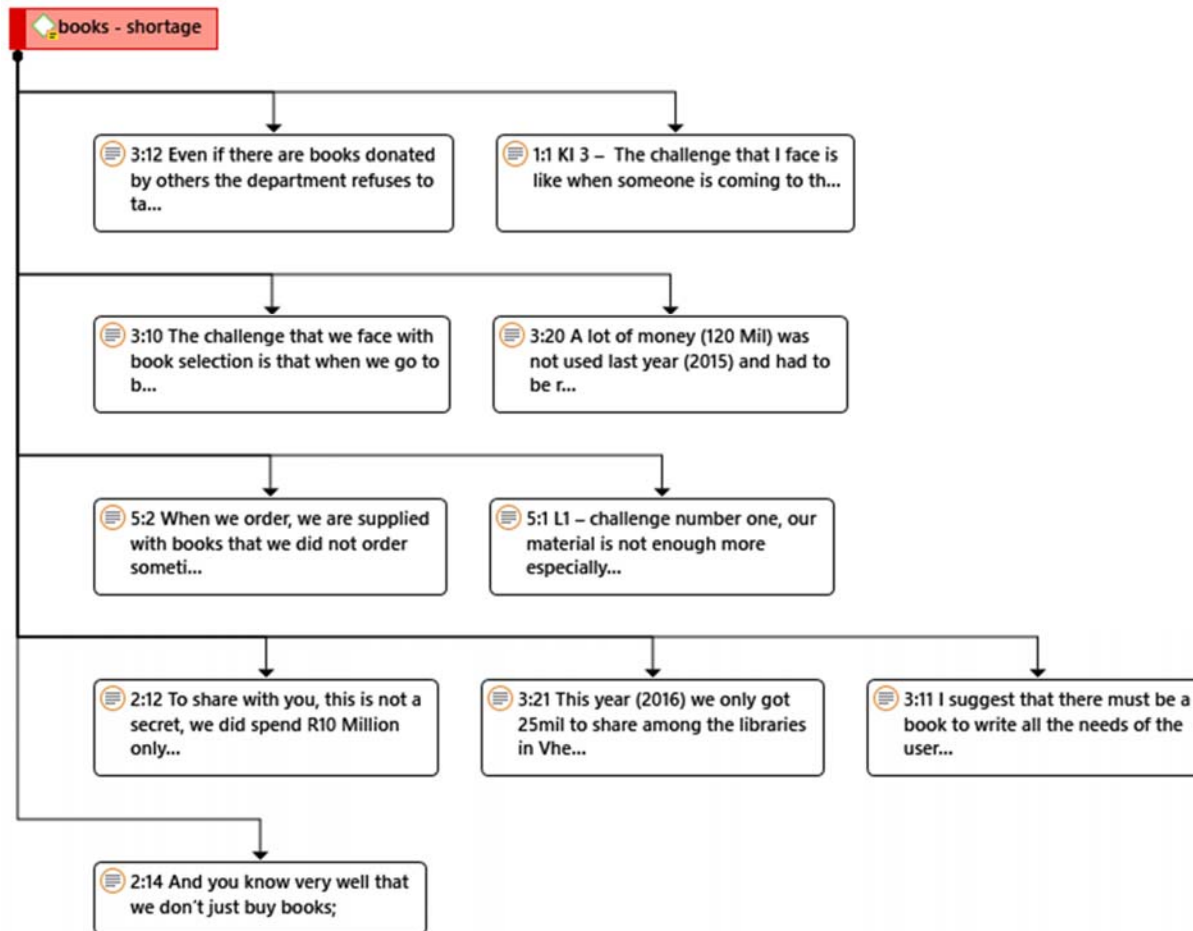 books - shortage
3:12 Even if there are books donated
by others the department refuses to
ta...
1:1 KI 3 – The challenge that I face is
like when someone is coming to th...
3:10 The challenge that we face with
book selection is that when we go to
b...
3:20 A lot of money (120 Mil) was
not used last year (2015) and had to
be r...
5:2 When we order, we are supplied
with books that we did not order
someti...
5:1 L1 – challenge number one, our
material is not enough more
especially...
2:12 To share with you, this is not a
secret, we did spend R10 Million
only...
3:21 This year (2016) we only got
25mil to share among the libraries
in Vhe...
3:11 I suggest that there must be a
book to write all the needs of the
user...
2:14 And you know very well that
we don´t just buy books;